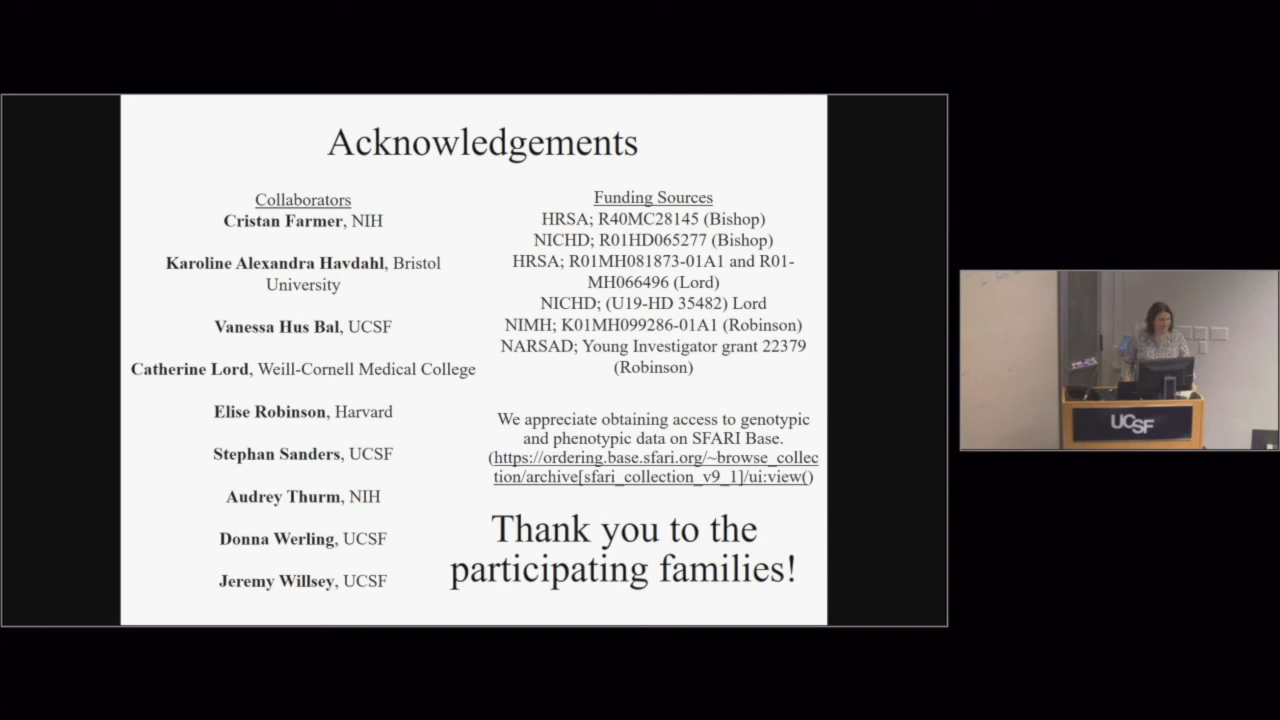 Acknowledgements
Collaborators
Cristan Farmer, NIH
Karoline Alexandra Havdahl, Bristol
University
Vanessa Hus Bal, UCSF
Catherine Lord, Weill-Cornell Medical College
Elise Robinson, Harvard
Stephan Sanders, UCSF
Audrey Thurm, NIH
Donna Werling, UCSF
Jeremy Willsey, UCSF
Funding Sources
HRSA; R40MC28145 (Bishop)
NICHD; R01HD065277 (Bishop)
HRSA; R01MH081873-01A1 and R01-
MH066496 (Lord)
NICHD; (U19-HD 35482) Lord
NIMH; K01MH099286-01A1 (Robinson)
NARSAD; Young Investigator grant 22379
(Robinson)
We appreciate obtaining access to genotypic
and phenotypic data on SFARI Base.
(https://ordering.base.sfari.org/~browse_collec
tion/archive[sfari_collection_v9_1]/ui:view()
Thank you to the
participating families!
UCSF